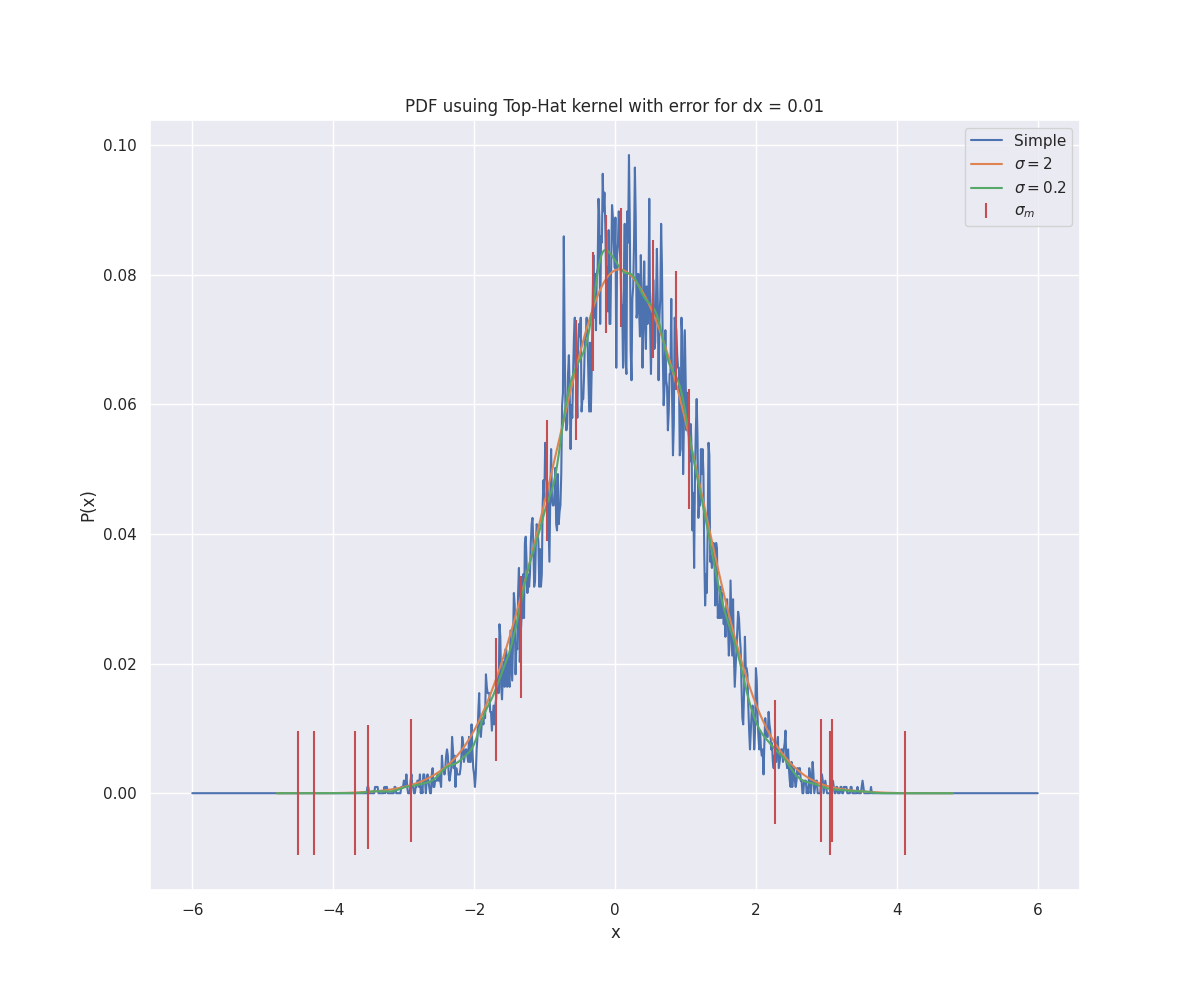 PDF usuing Top-Hat kernel with error for dx = 0.01
Simple
σ = 2
σ = 0.2
σₘ
0.10
0.08
0.06
0.04
0.02
0.00
P(x)
−6 −4 −2 0 2 4 6
x